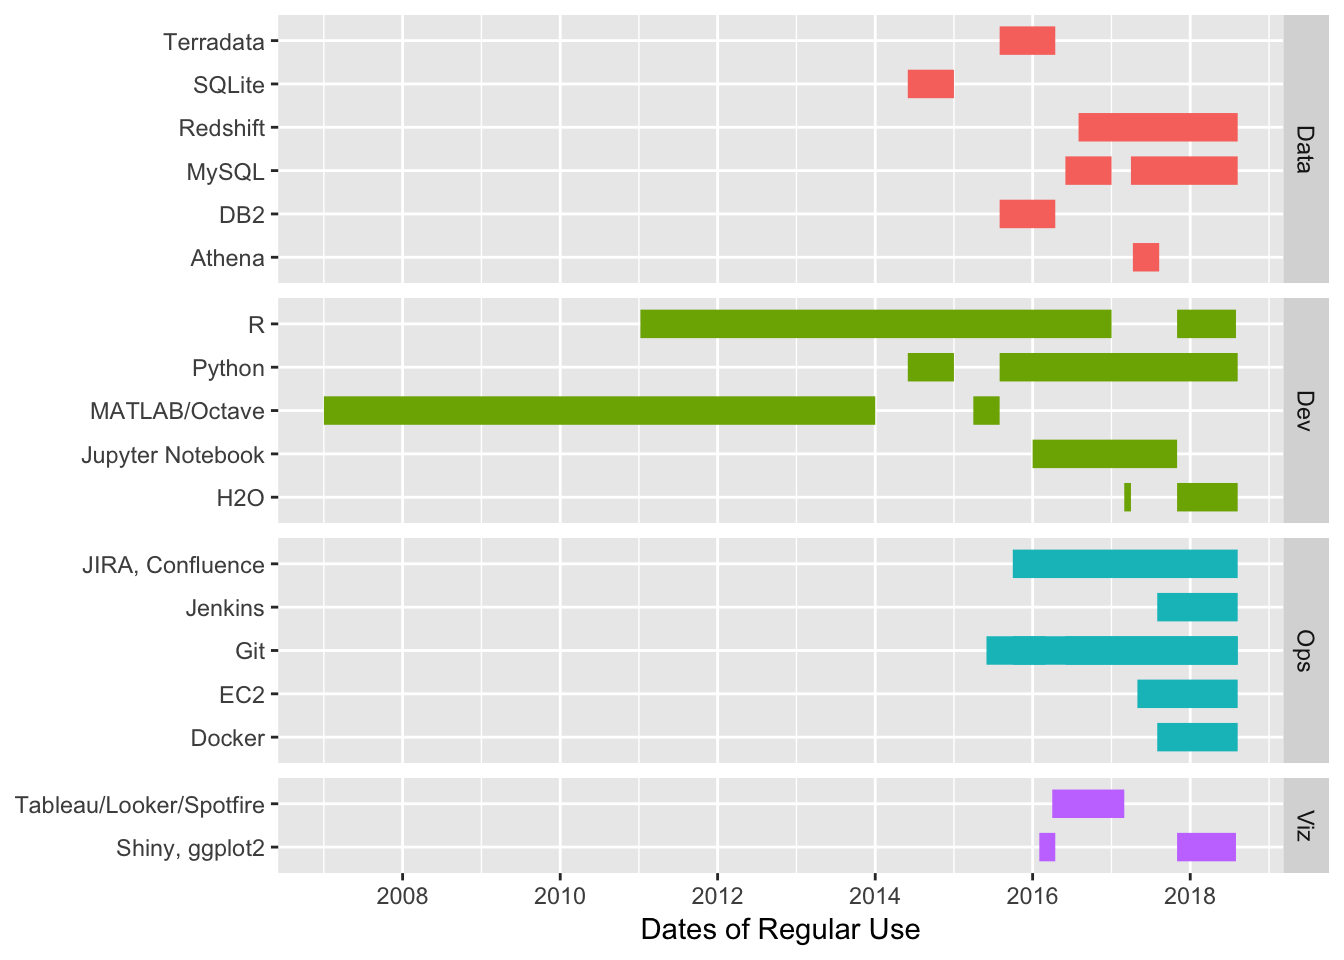 Terradata
SQLite
Redshift
MySQL
DB2
Athena
Data
R
Python
MATLAB/Octave
Jupyter Notebook
H2O
Dev
JIRA, Confluence
Jenkins
Git
EC2
Docker
Ops
Tableau/Looker/Spotfire
Shiny, ggplot2
Viz
2008 2010 2012 2014 2016 2018
Dates of Regular Use